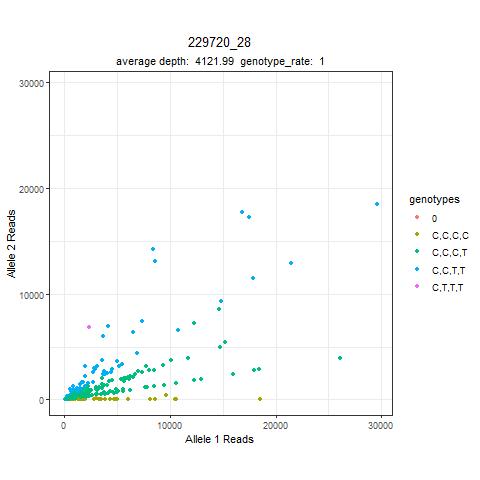 229720_28
average depth:  4121.99  genotype_rate:  1
30000
20000
10000
0
Allele 2 Reads
0
10000
20000
30000
Allele 1 Reads
genotypes
0
C,C,C,C
C,C,C,T
C,C,T,T
C,T,T,T